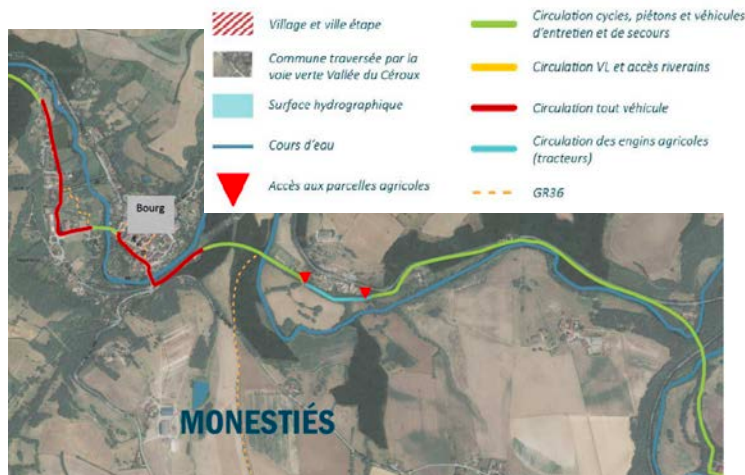 Village et ville étape
Commune traversée par la
voie verte Vallée du Céroux
Surface hydrographique
Cours d'eau
Accès aux parcelles agricoles
Circulation cycles, piétons et véhicules
d'entretien et de secours
Circulation VL et accès riverains
Circulation tout véhicule
Circulation des engins agricoles
(tracteurs)
GR36
Bourg
MONESTIÉS